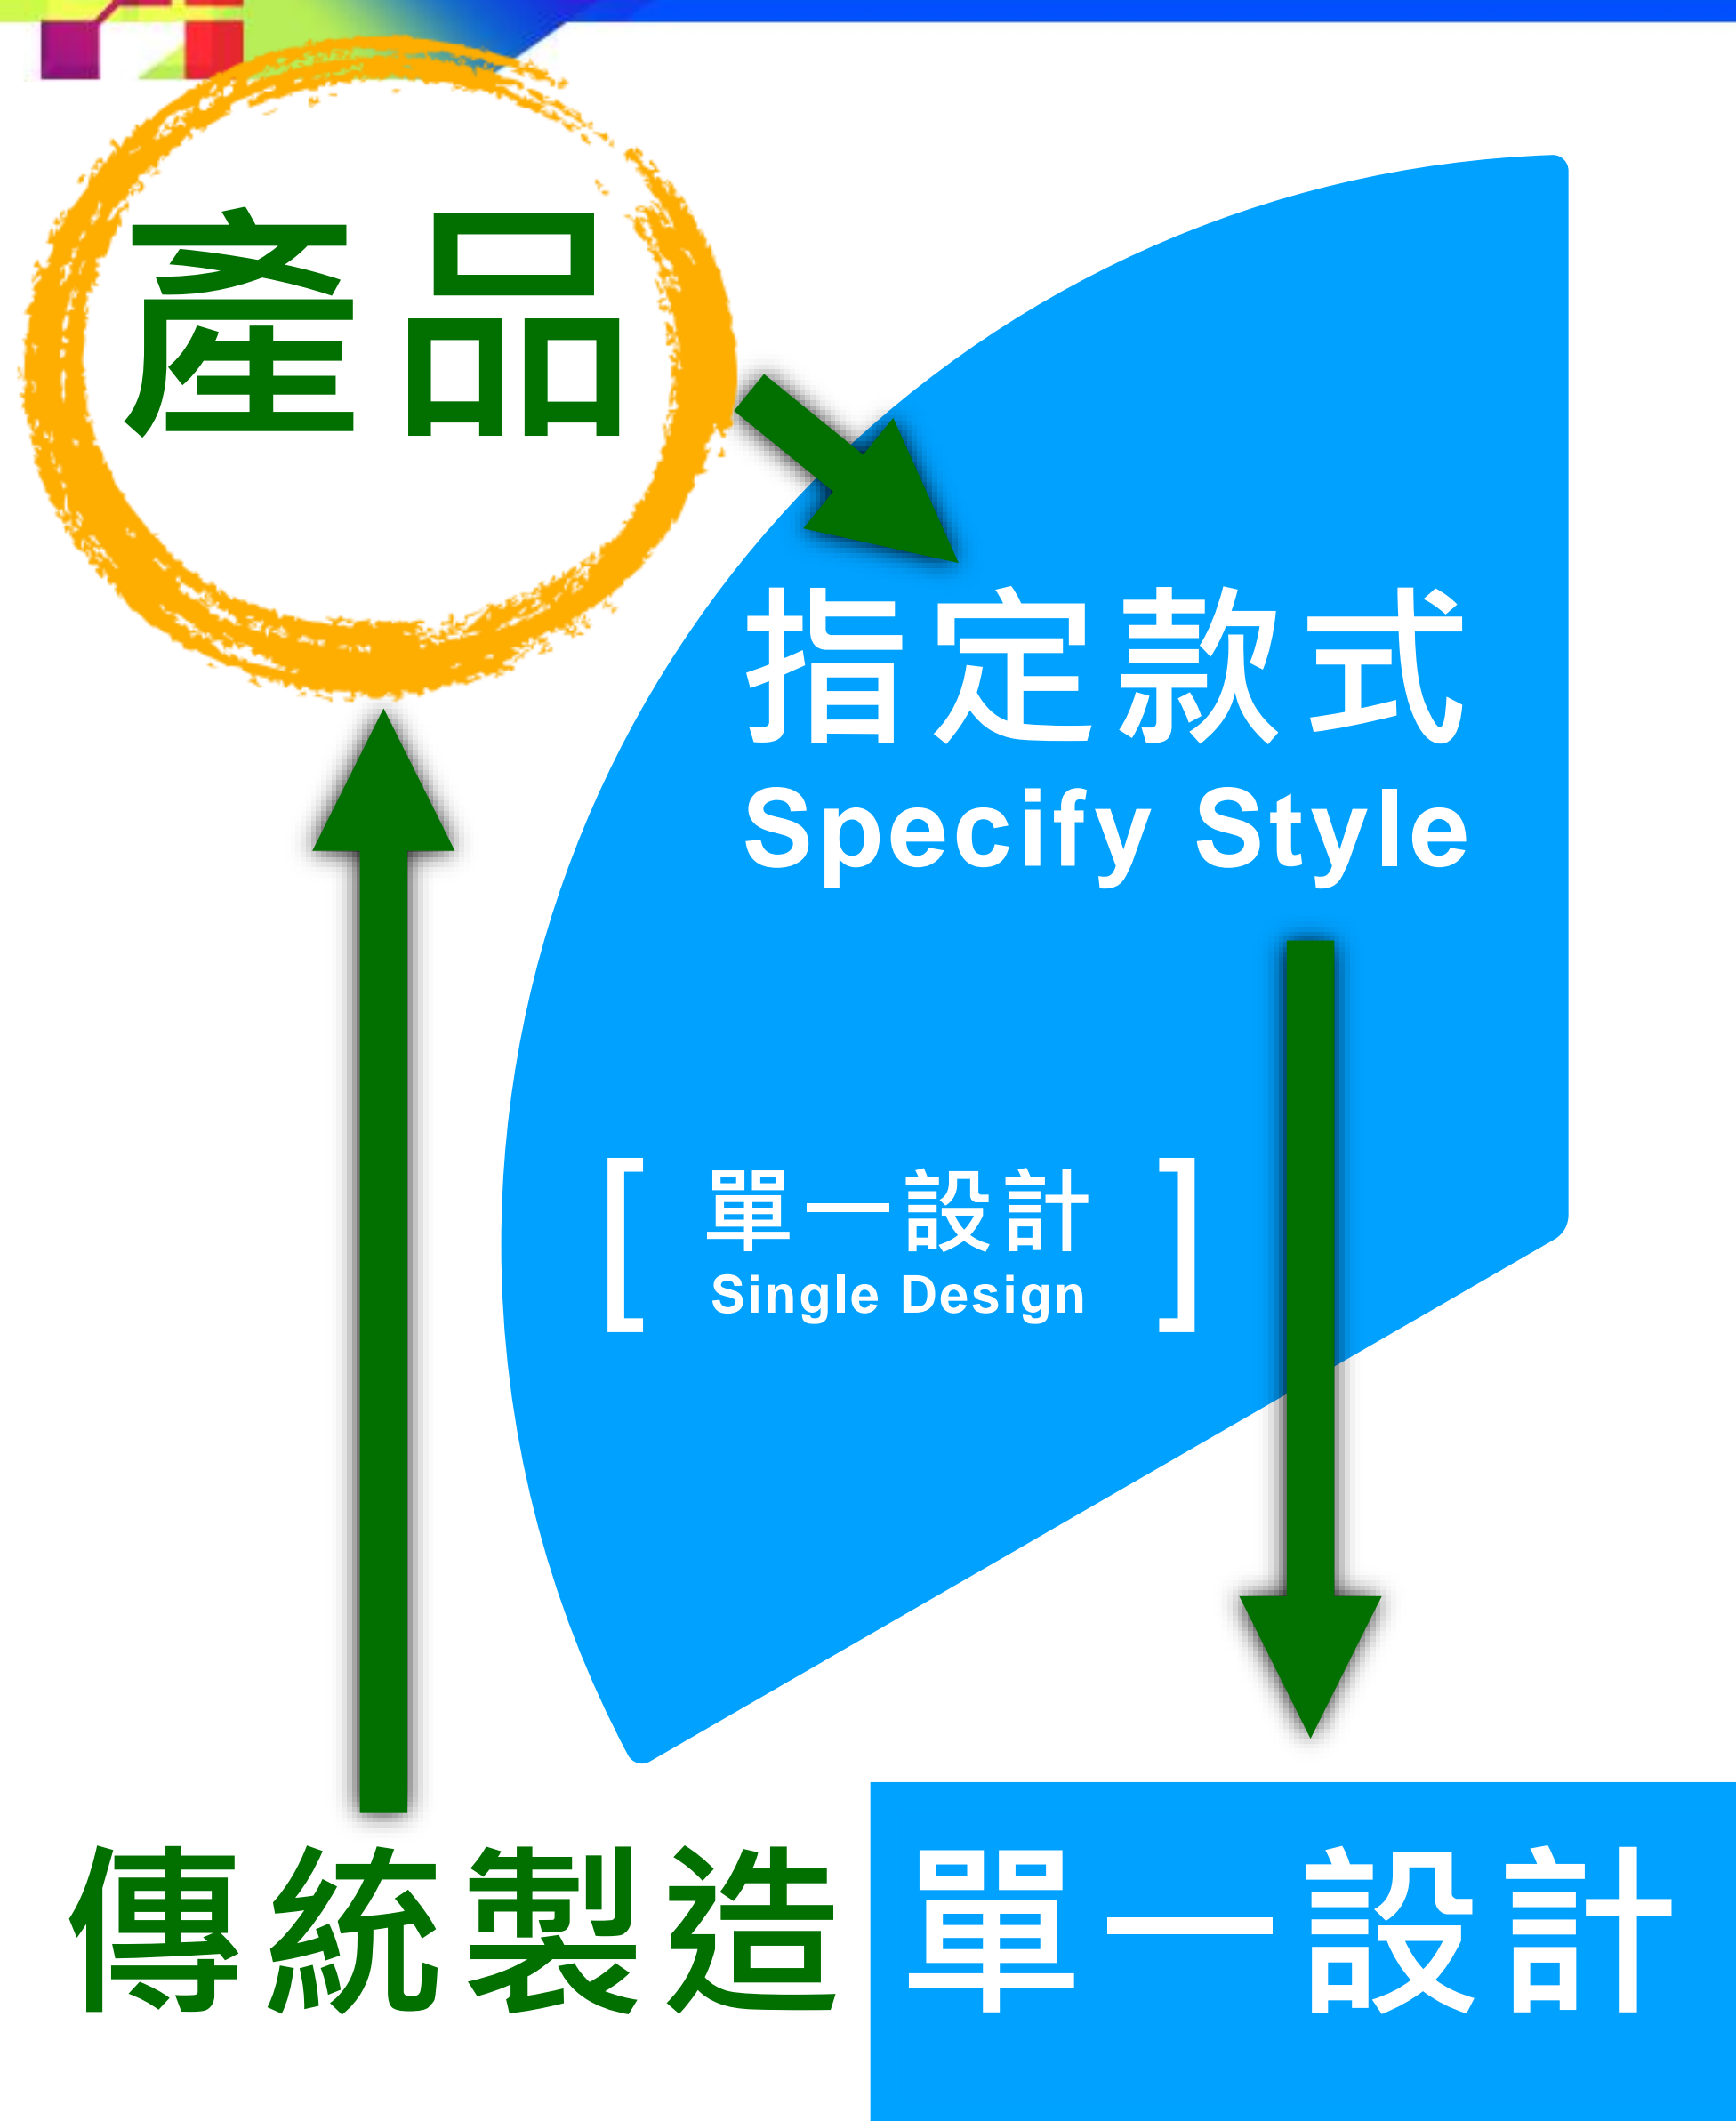 產品
指定款式
Specify Style
單一設計
Single Design
傳統製造 單一設計